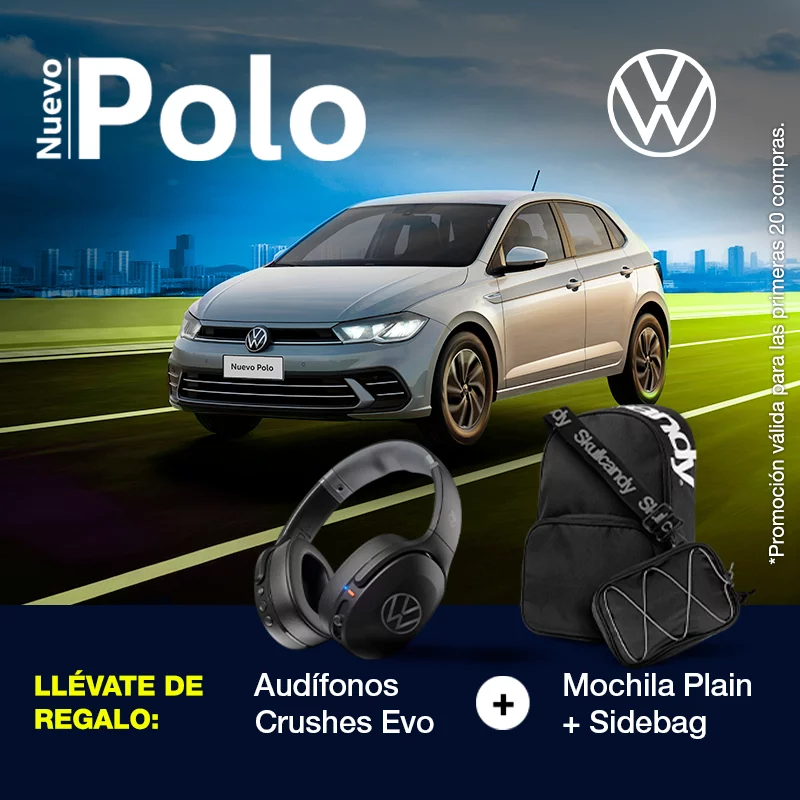 Nuevo
Polo
*Promoción válida para las primeras 20 compras.
Nuevo Polo
Skullcandy
LLÉVATE DE
REGALO:
Audífonos
Crushes Evo
+
Mochila Plain
+ Sidebag